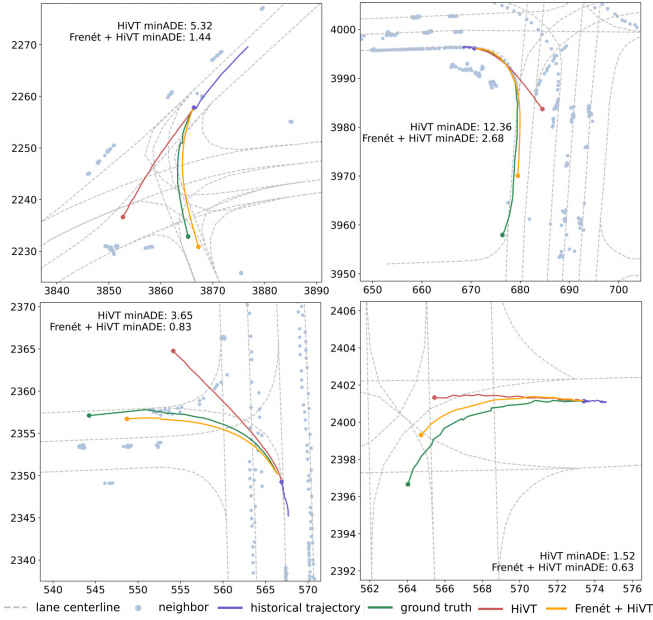 HiVT minADE: 5.32
Frenét + HiVT minADE: 1.44
2270
2260
2250
2240
2230
3840 3850 3860 3870 3880 3890
HiVT minADE: 12.36
Frenét + HiVT minADE: 2.68
4000
3990
3980
3970
3960
3950
650 660 670 680 690 700
HiVT minADE: 3.65
Frenét + HiVT minADE: 0.83
2370
2365
2360
2355
2350
2345
2340
540 545 550 555 560 565 570
2406
2404
2402
2400
2398
2396
2394
2392
HiVT minADE: 1.52
Frenét + HiVT minADE: 0.63
562 564 566 568 570 572 574 576
lane centerline neighbor historical trajectory ground truth HiVT Frenét + HiVT